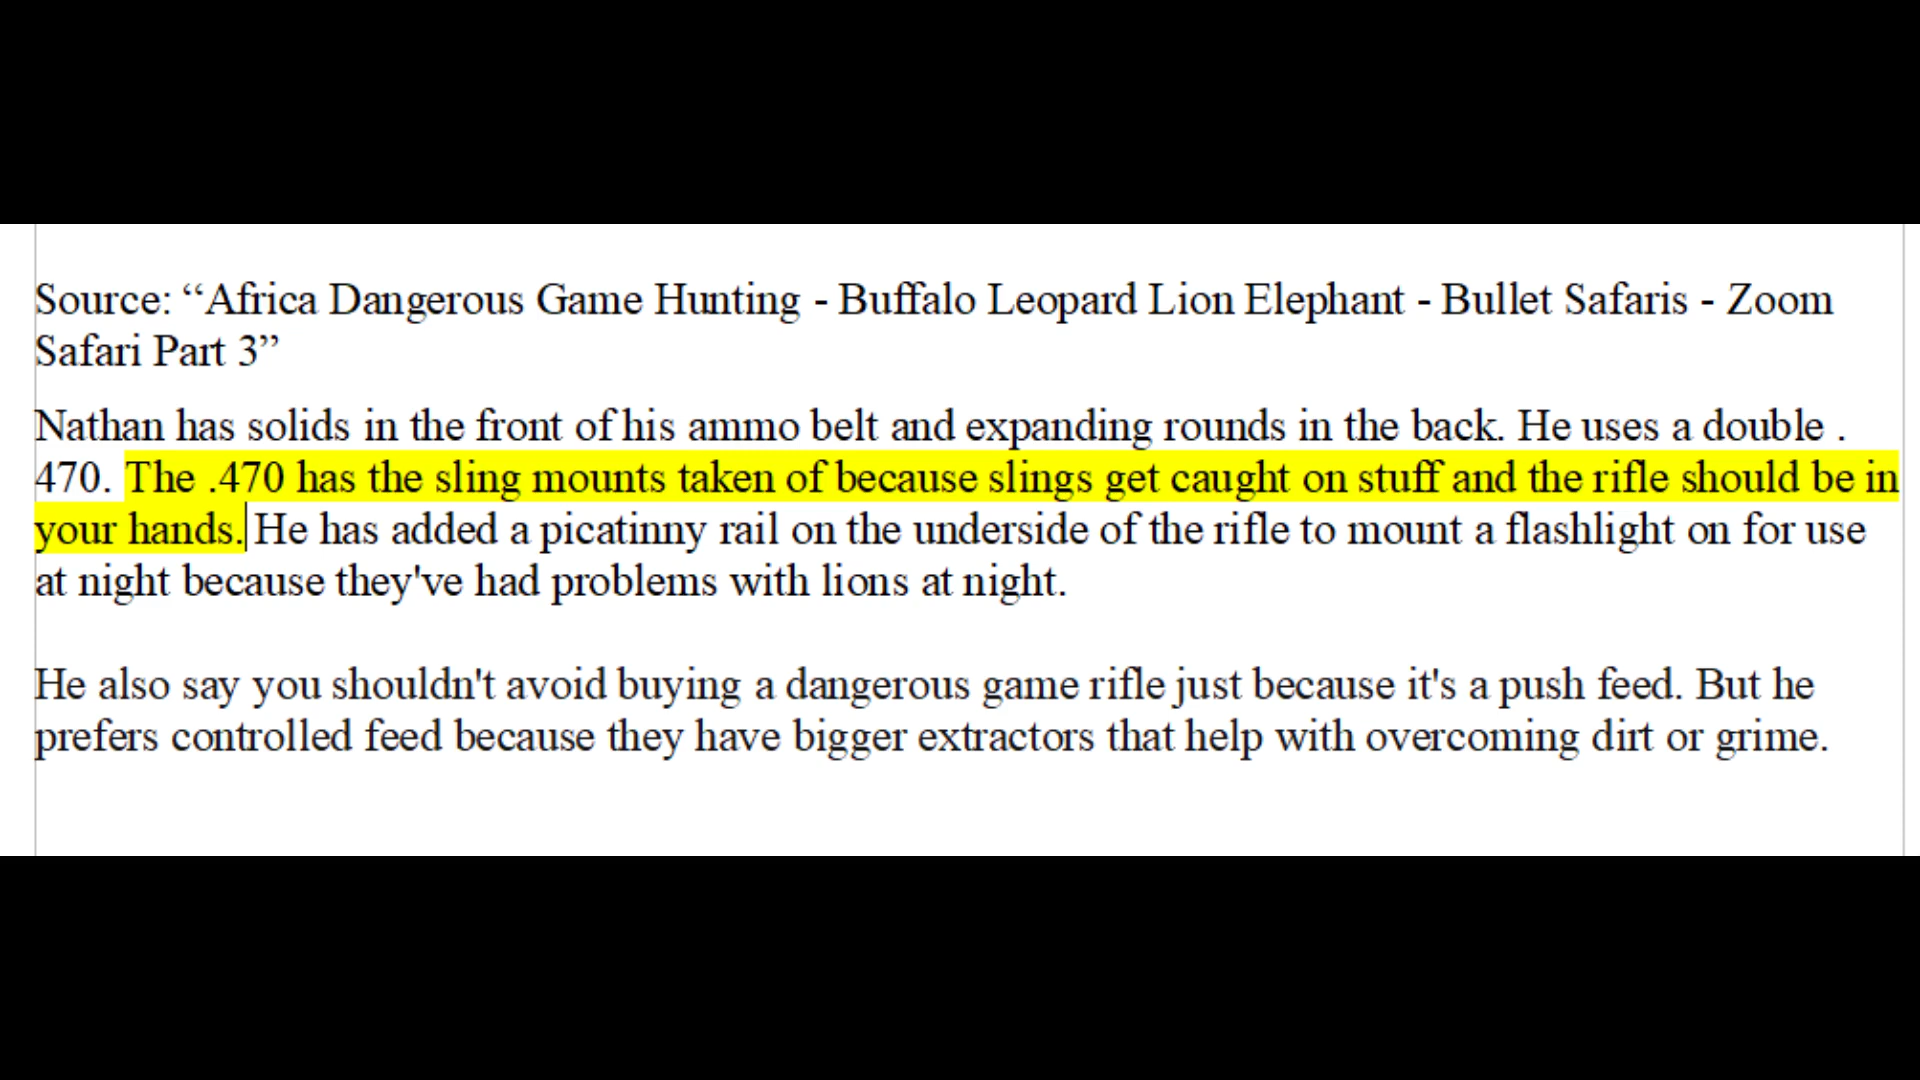 Source: “Africa Dangerous Game Hunting - Buffalo Leopard Lion Elephant - Bullet Safaris - Zoom
Safari Part 3”
Nathan has solids in the front of his ammo belt and expanding rounds in the back. He uses a double .
470. The .470 has the sling mounts taken of because slings get caught on stuff and the rifle should be in
your hands. He has added a picatinny rail on the underside of the rifle to mount a flashlight on for use
at night because they've had problems with lions at night.
He also say you shouldn't avoid buying a dangerous game rifle just because it's a push feed. But he
prefers controlled feed because they have bigger extractors that help with overcoming dirt or grime.